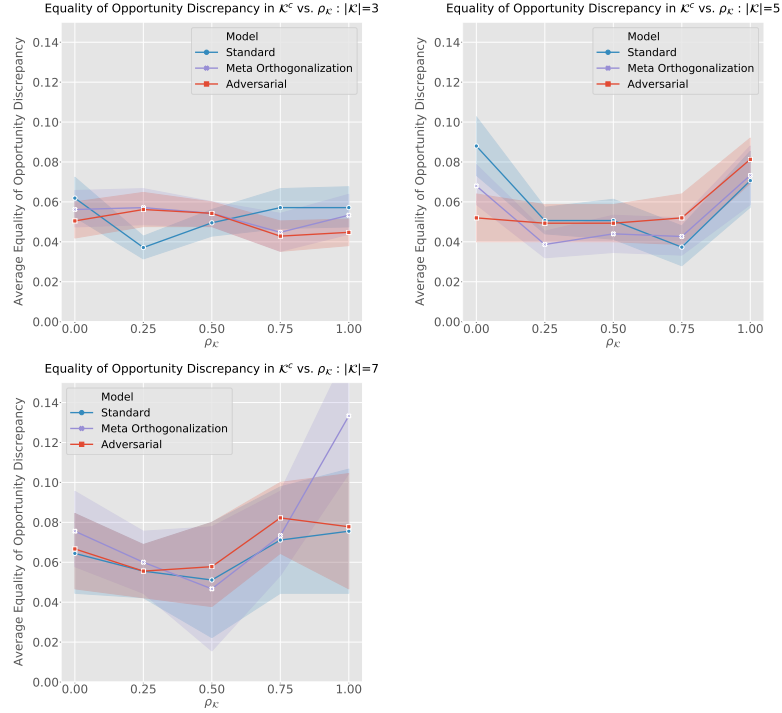 Equality of Opportunity Discrepancy in 𝒦ᶜ vs. ρ_𝒦 : |𝒦|=3
Average Equality of Opportunity Discrepancy
0.14
0.12
0.10
0.08
0.06
0.04
0.02
0.00
Model
Standard
Meta Orthogonalization
Adversarial
0.00 0.25 0.50 0.75 1.00
ρ_𝒦
Equality of Opportunity Discrepancy in 𝒦ᶜ vs. ρ_𝒦 : |𝒦|=5
Average Equality of Opportunity Discrepancy
0.14
0.12
0.10
0.08
0.06
0.04
0.02
0.00
Model
Standard
Meta Orthogonalization
Adversarial
0.00 0.25 0.50 0.75 1.00
ρ_𝒦
Equality of Opportunity Discrepancy in 𝒦ᶜ vs. ρ_𝒦 : |𝒦|=7
Average Equality of Opportunity Discrepancy
0.14
0.12
0.10
0.08
0.06
0.04
0.02
0.00
Model
Standard
Meta Orthogonalization
Adversarial
0.00 0.25 0.50 0.75 1.00
ρ_𝒦